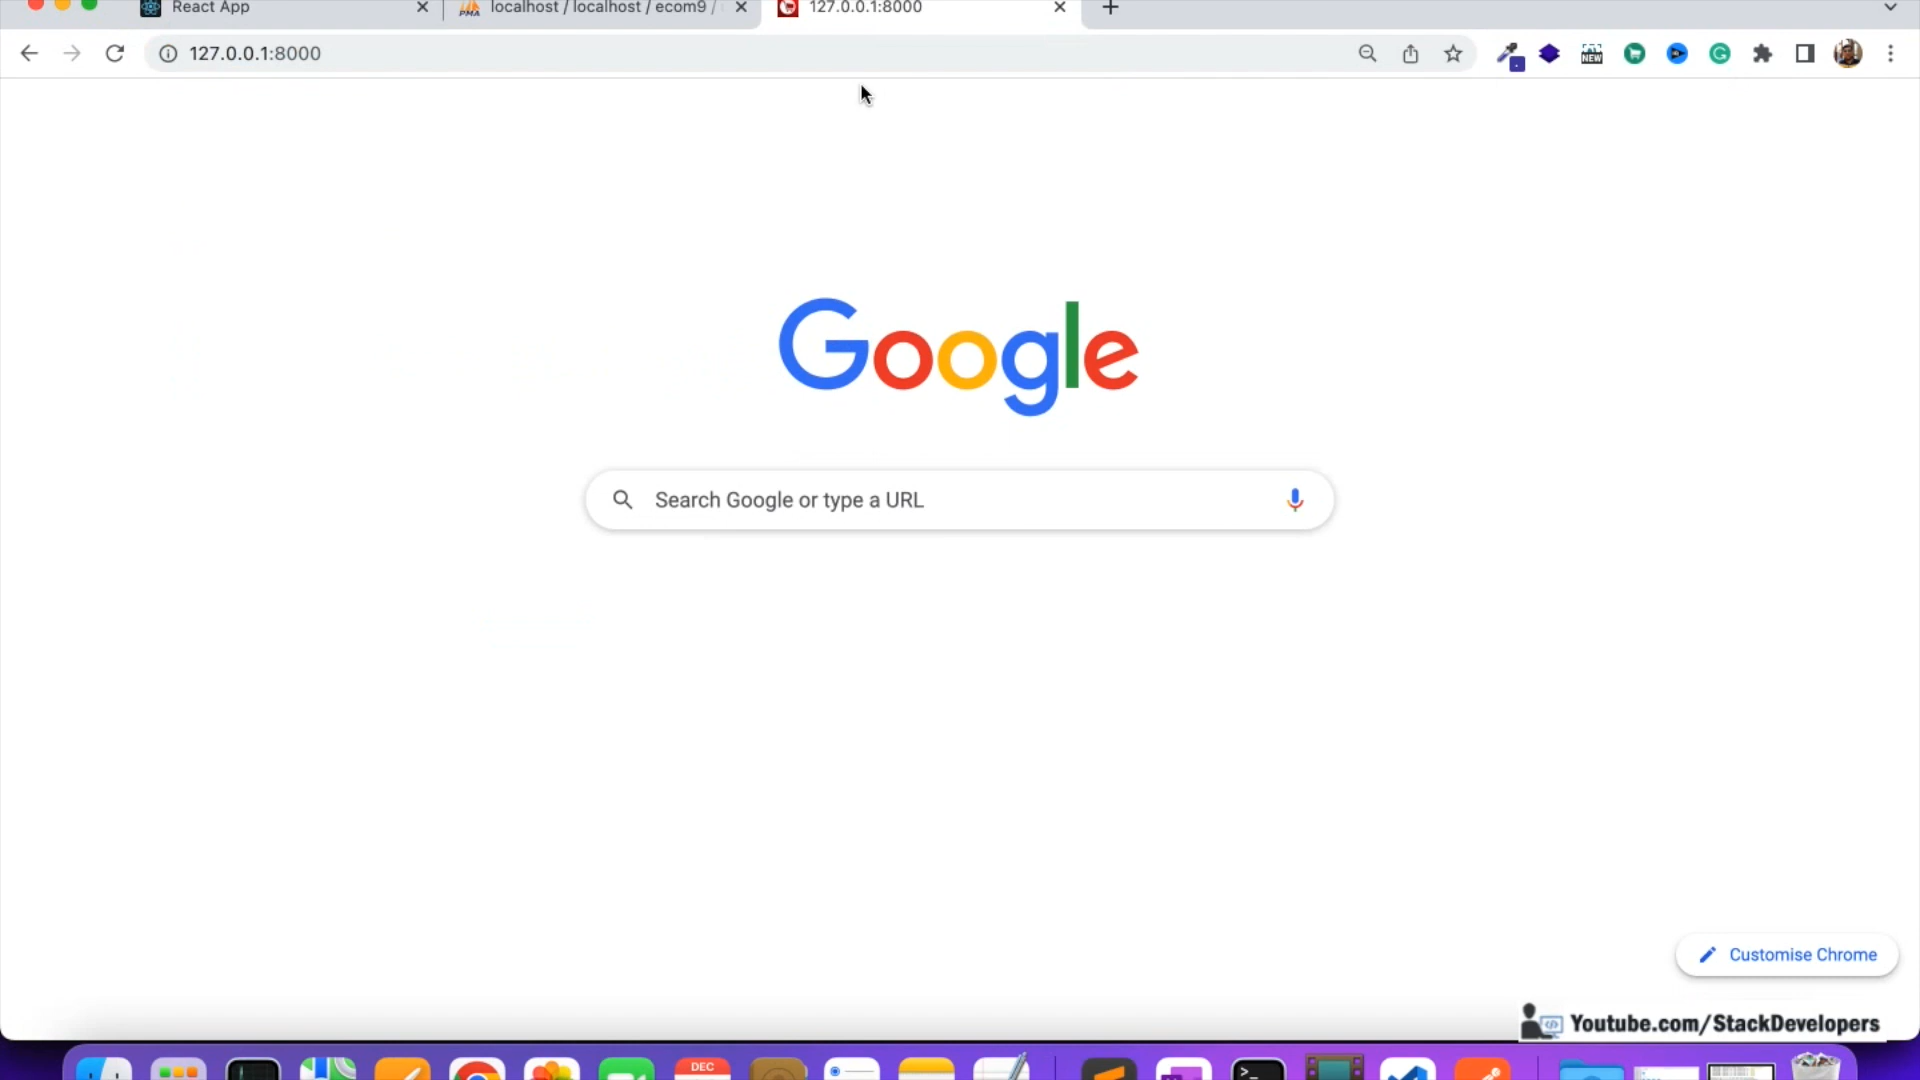 React App
localhost / localhost / ecom9 /
127.0.0.1:8000
127.0.0.1:8000
NEW
Google
Search Google or type a URL
Customise Chrome
Youtube.com/StackDevelopers
DEC